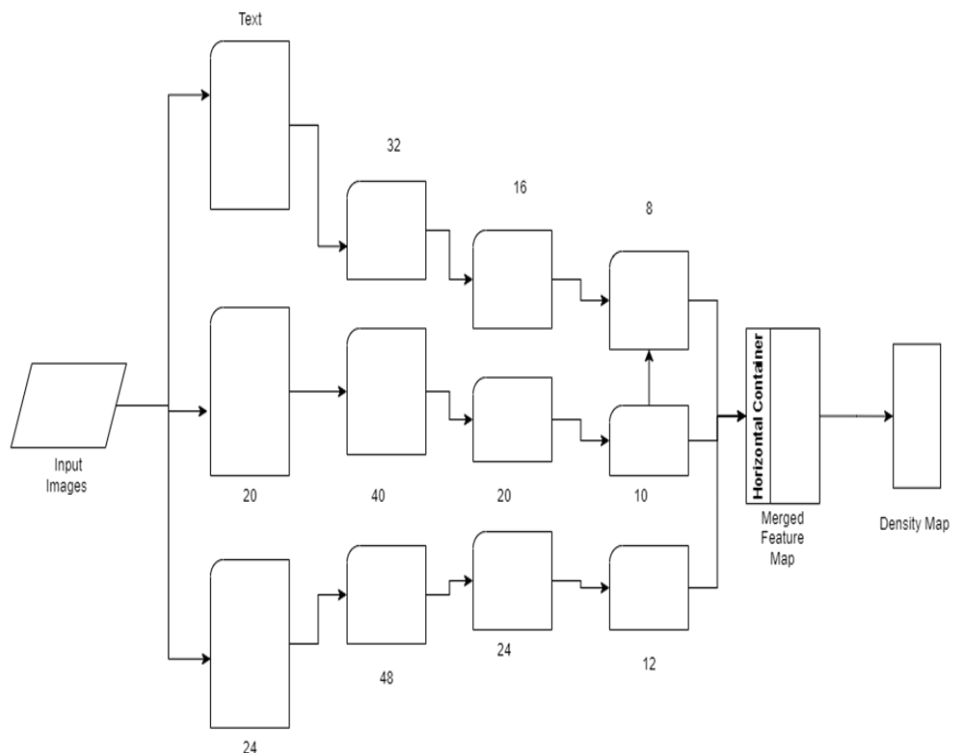 Text
32
16
8
Input
Images
20
40
20
10
Horizontal Container
Merged
Feature
Map
Density Map
24
48
24
12